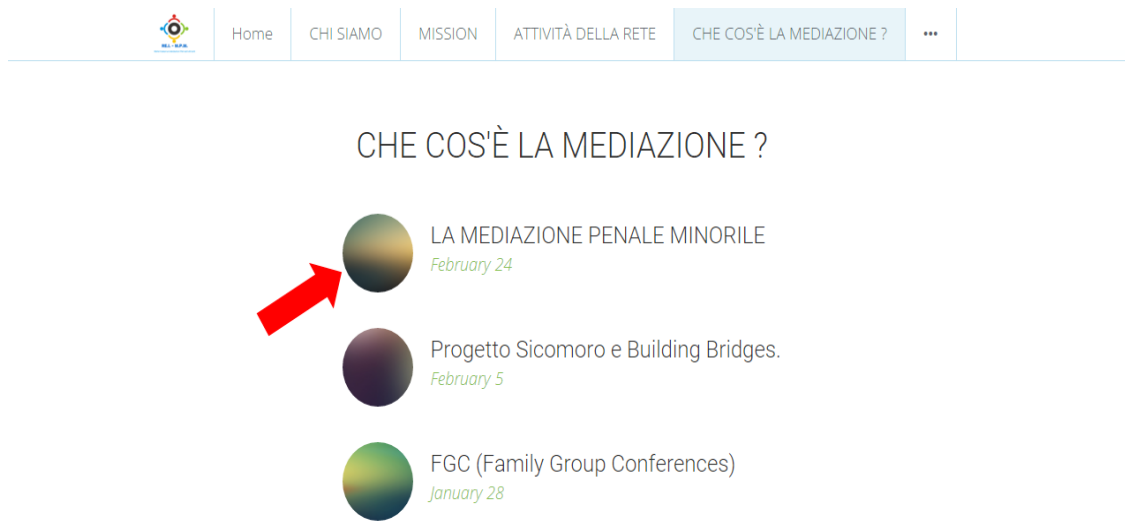 Home
CHI SIAMO
MISSION
ATTIVITÀ DELLA RETE
CHE COS'È LA MEDIAZIONE ?
•••
CHE COS'È LA MEDIAZIONE ?
LA MEDIAZIONE PENALE MINORILE
February 24
Progetto Sicomoro e Building Bridges.
February 5
FGC (Family Group Conferences)
January 28